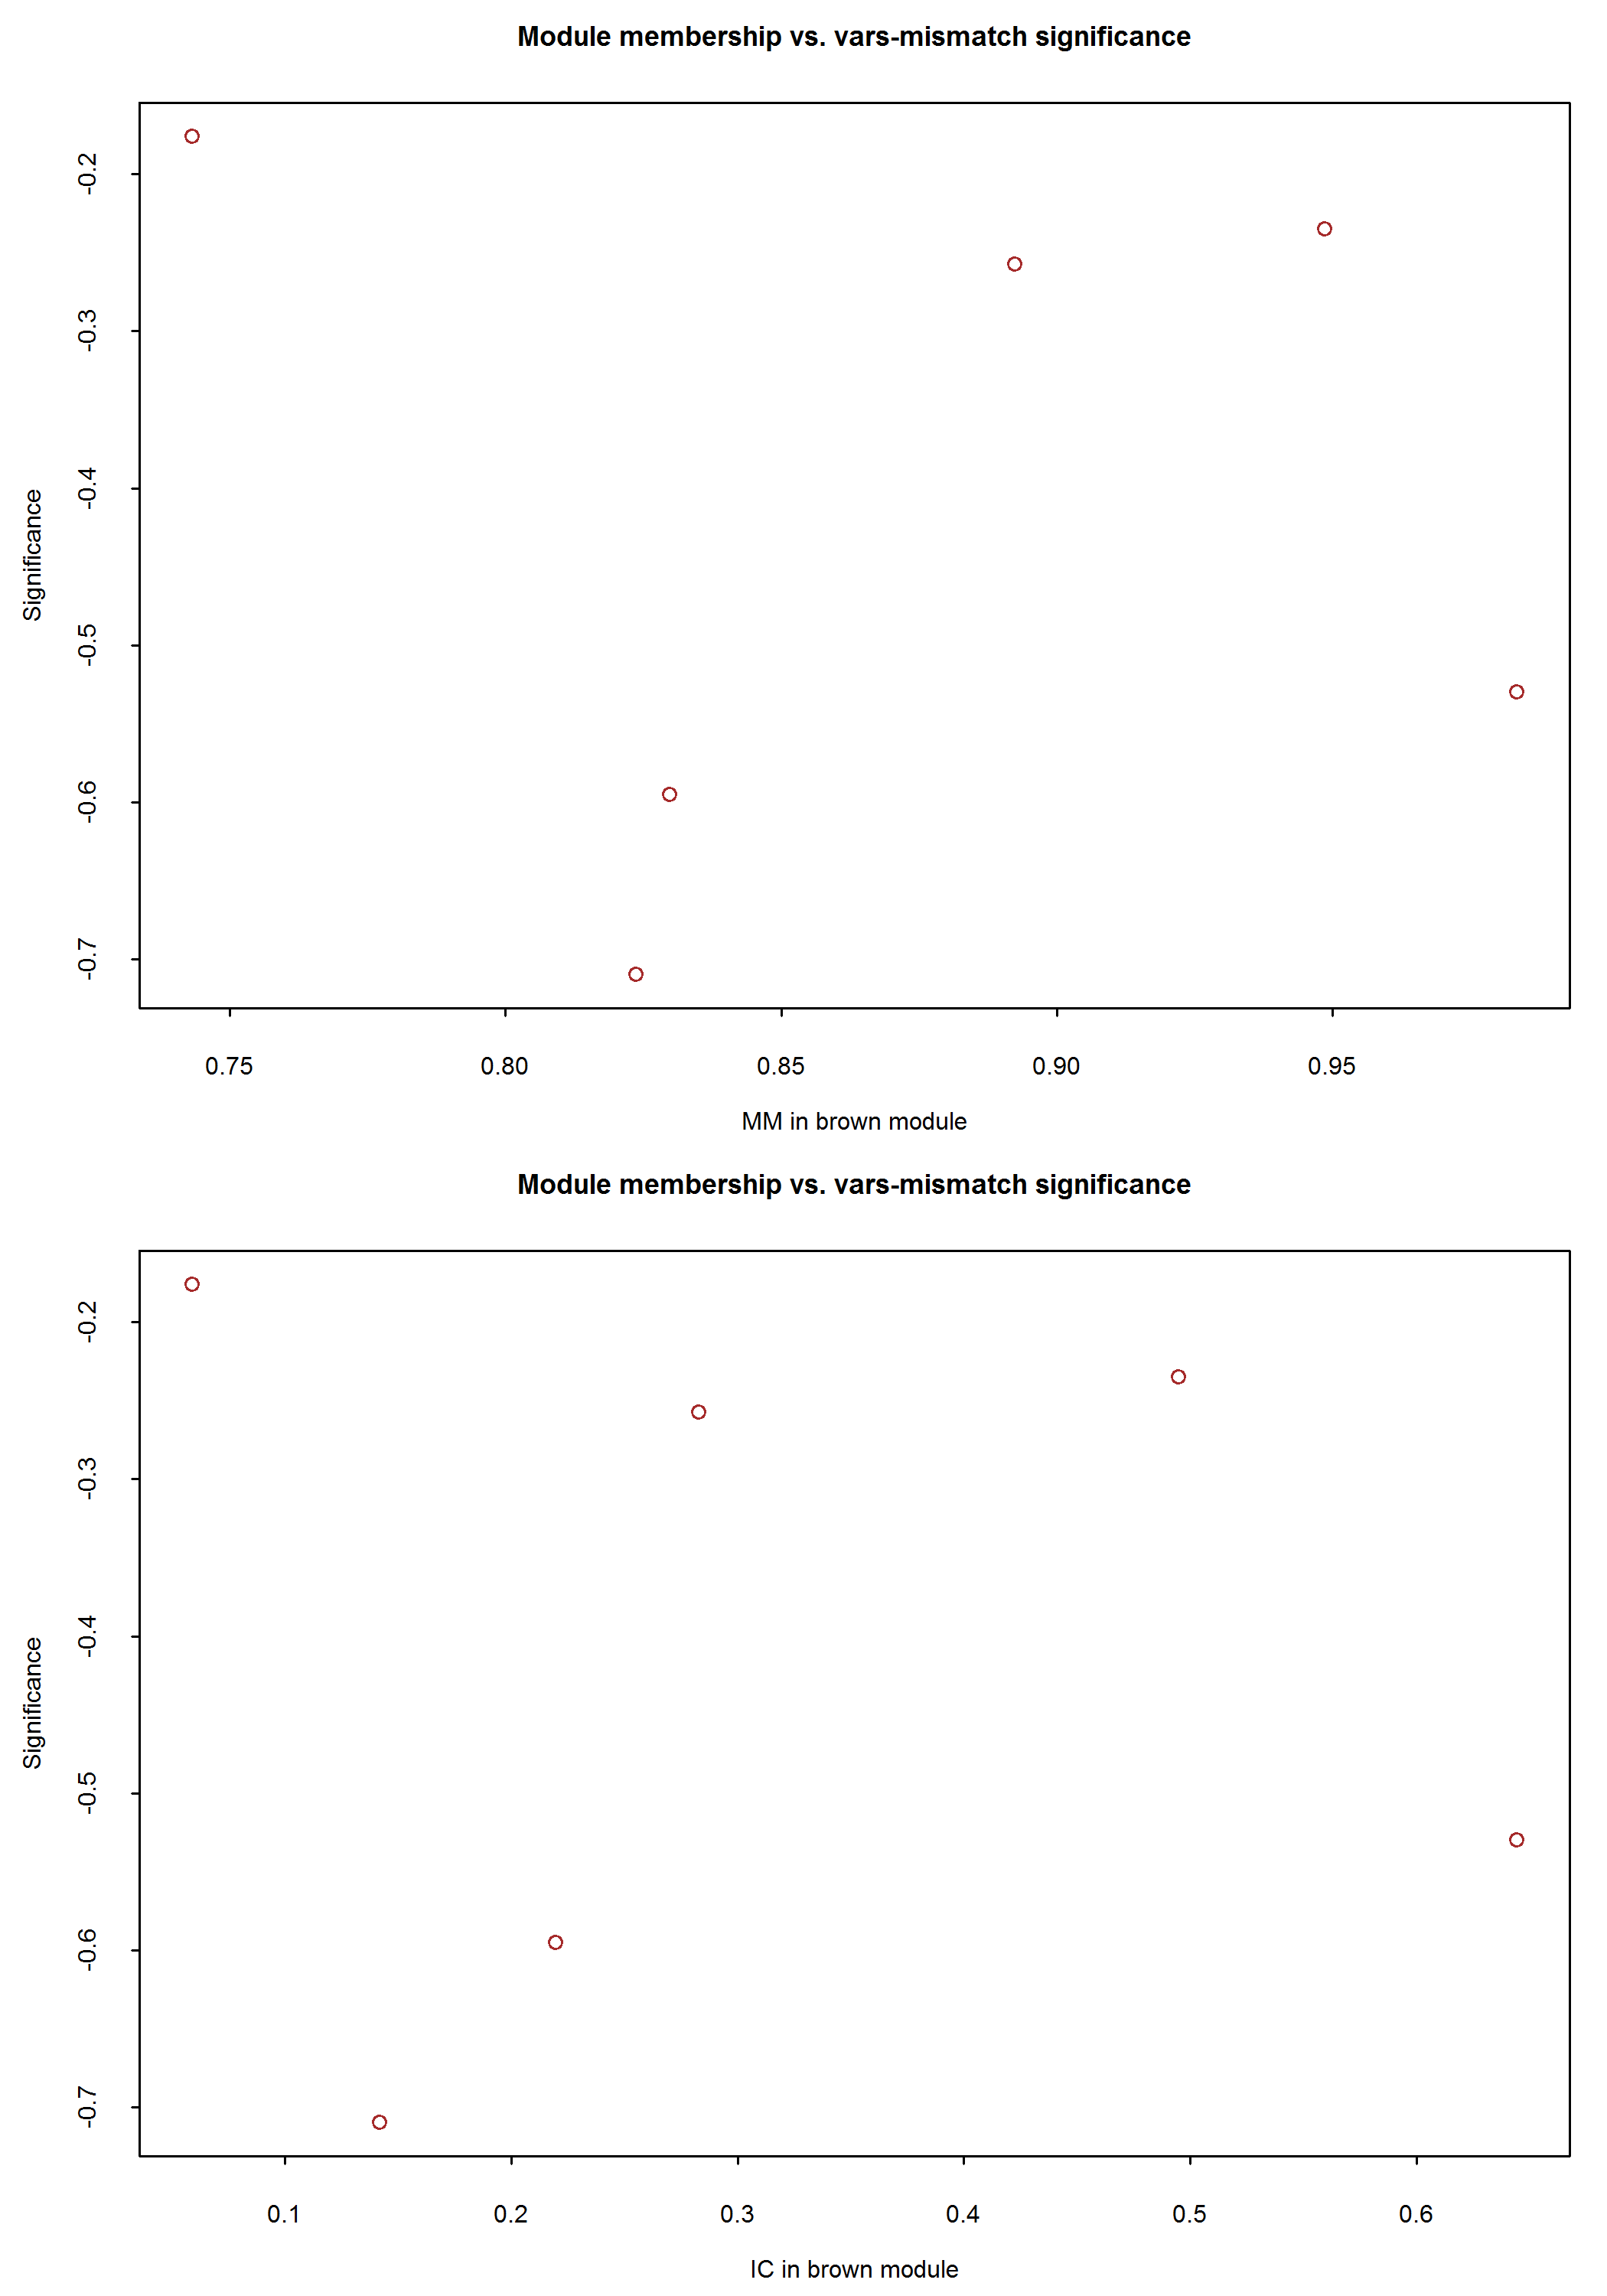 Module membership vs. vars-mismatch significance
-0.2
-0.3
-0.4
-0.5
-0.6
-0.7
Significance
0.75 0.80 0.85 0.90 0.95
MM in brown module
Module membership vs. vars-mismatch significance
-0.2
-0.3
-0.4
-0.5
-0.6
-0.7
Significance
0.1 0.2 0.3 0.4 0.5 0.6
IC in brown module